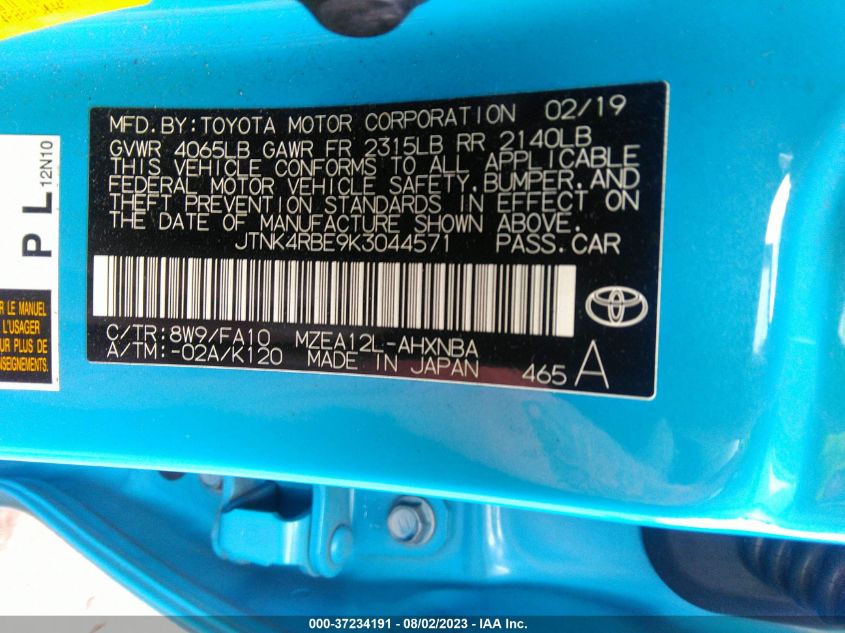 MFD.BY:TOYOTA MOTOR CORPORATION 02/19
GVWR 4065LB GAWR FR 2315LB RR 2140LB
THIS VEHICLE CONFORMS TO ALL APPLICABLE
FEDERAL MOTOR VEHICLE SAFETY,BUMPER,AND
THEFT PREVENTION STANDARDS IN EFFECT ON
THE DATE OF MANUFACTURE SHOWN ABOVE.
JTNK4RBE9K3044571 PASS.CAR
C/TR:8W9/FA10 MZEA12L-AHXNBA
A/TM:-02A/K120 MADE IN JAPAN 465 A
P L 12N10
R LE MANUEL
L'USAGER
UR PLUS DE
NSEIGNEMENTS.
000-37234191 - 08/02/2023 - IAA Inc.